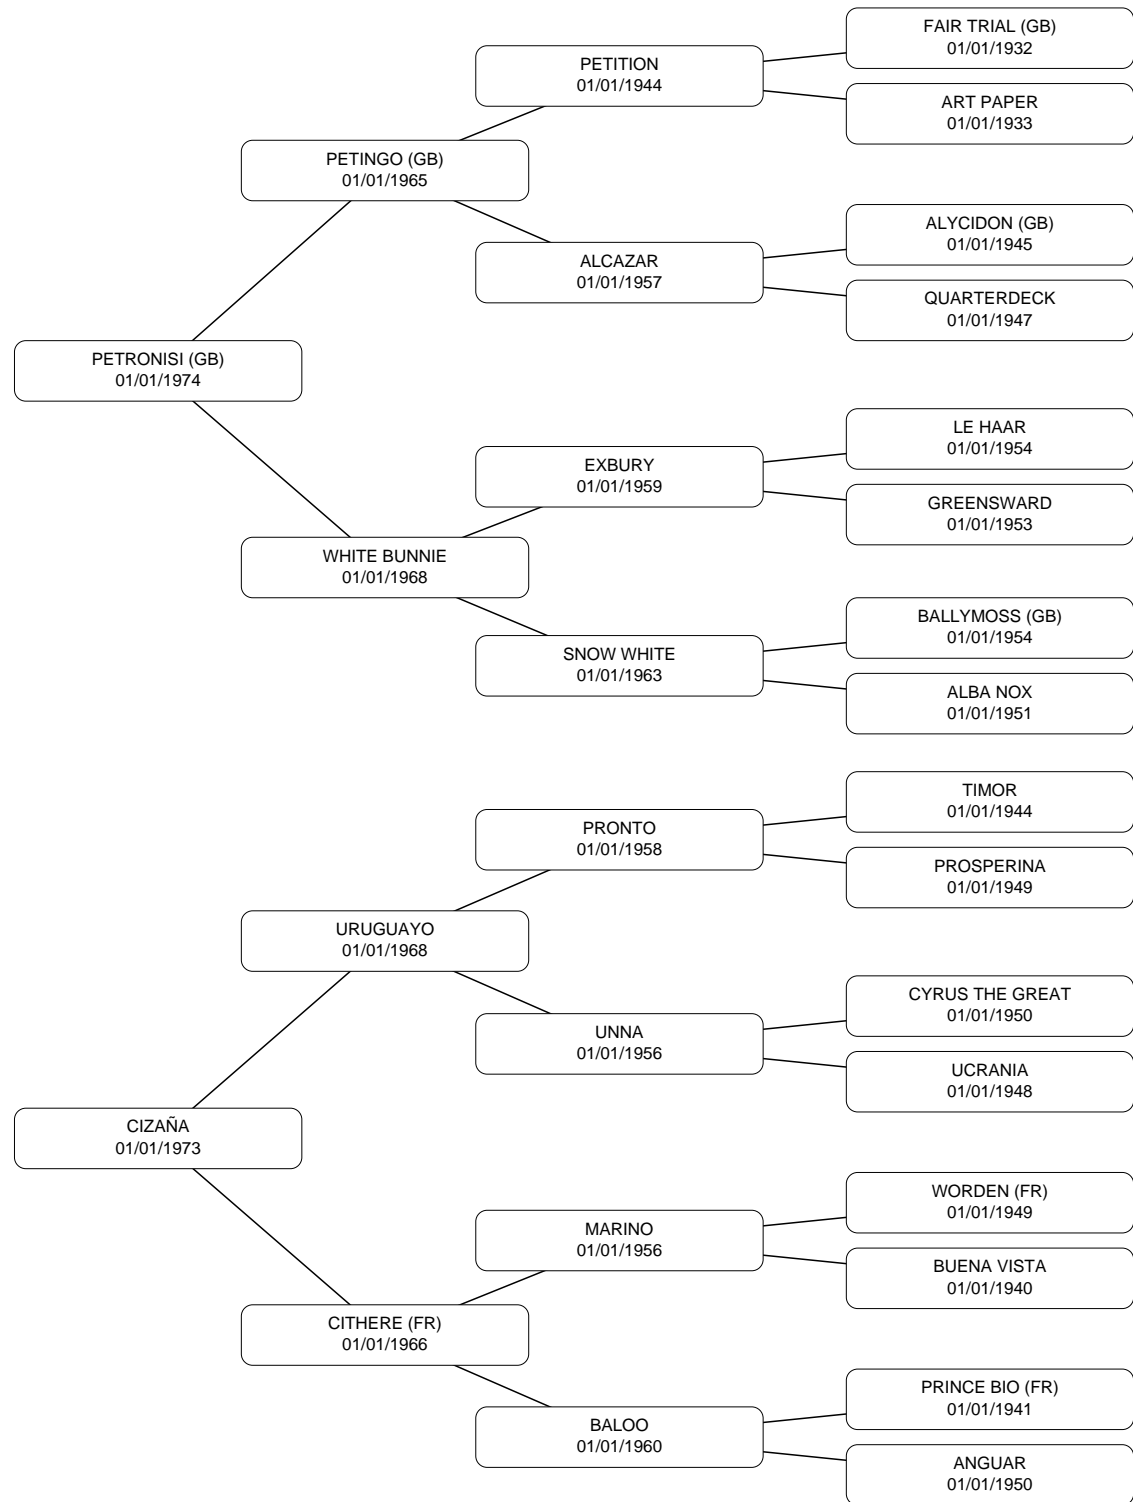 FAIR TRIAL (GB)
01/01/1932
PETITION
01/01/1944
ART PAPER
01/01/1933
PETINGO (GB)
01/01/1965
ALYCIDON (GB)
01/01/1945
ALCAZAR
01/01/1957
QUARTERDECK
01/01/1947
PETRONISI (GB)
01/01/1974
LE HAAR
01/01/1954
EXBURY
01/01/1959
GREENSWARD
01/01/1953
WHITE BUNNIE
01/01/1968
BALLYMOSS (GB)
01/01/1954
SNOW WHITE
01/01/1963
ALBA NOX
01/01/1951
TIMOR
01/01/1944
PRONTO
01/01/1958
PROSPERINA
01/01/1949
URUGUAYO
01/01/1968
CYRUS THE GREAT
01/01/1950
UNNA
01/01/1956
UCRANIA
01/01/1948
CIZAÑA
01/01/1973
WORDEN (FR)
01/01/1949
MARINO
01/01/1956
BUENA VISTA
01/01/1940
CITHERE (FR)
01/01/1966
PRINCE BIO (FR)
01/01/1941
BALOO
01/01/1960
ANGUAR
01/01/1950